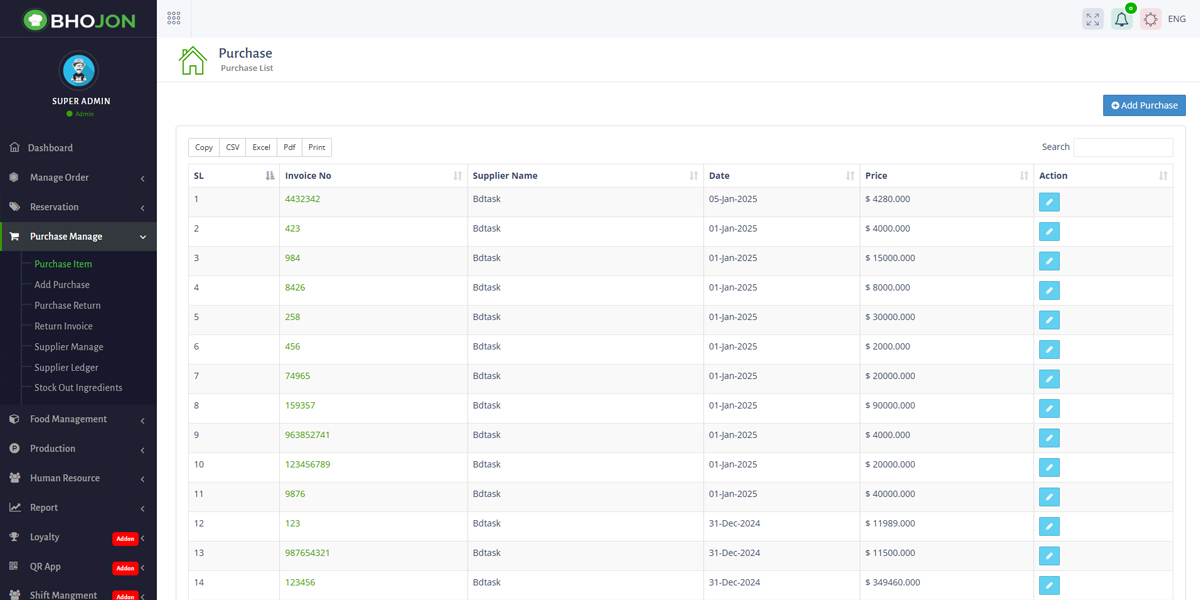 BHOJON
ENG
SUPER ADMIN
Admin
Dashboard
Manage Order
Reservation
Purchase Manage
Purchase Item
Add Purchase
Purchase Return
Return Invoice
Supplier Manage
Supplier Ledger
Stock Out Ingredients
Food Management
Production
Human Resource
Report
Loyalty Addon
QR App Addon
Shift Mangment Addon
0
Purchase
Purchase List
Add Purchase
Copy CSV Excel Pdf Print
Search
SL Invoice No Supplier Name Date Price Action
1 4432342 Bdtask 05-Jan-2025 $ 4280.000
2 423 Bdtask 01-Jan-2025 $ 4000.000
3 984 Bdtask 01-Jan-2025 $ 15000.000
4 8426 Bdtask 01-Jan-2025 $ 8000.000
5 258 Bdtask 01-Jan-2025 $ 30000.000
6 456 Bdtask 01-Jan-2025 $ 2000.000
7 74965 Bdtask 01-Jan-2025 $ 20000.000
8 159357 Bdtask 01-Jan-2025 $ 90000.000
9 963852741 Bdtask 01-Jan-2025 $ 4000.000
10 123456789 Bdtask 01-Jan-2025 $ 20000.000
11 9876 Bdtask 01-Jan-2025 $ 40000.000
12 123 Bdtask 31-Dec-2024 $ 11989.000
13 987654321 Bdtask 31-Dec-2024 $ 11500.000
14 123456 Bdtask 31-Dec-2024 $ 349460.000